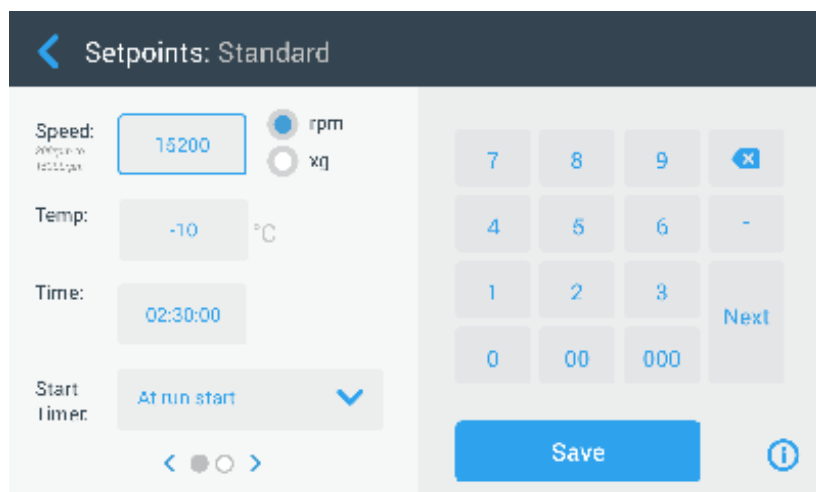 Setpoints: Standard
Speed:
15200
rpm
xg
Temp:
-10
°C
Time:
02:30:00
Start
Timer:
At run start
7 8 9
4 5 6 -
1 2 3
Next
0 00 000
Save